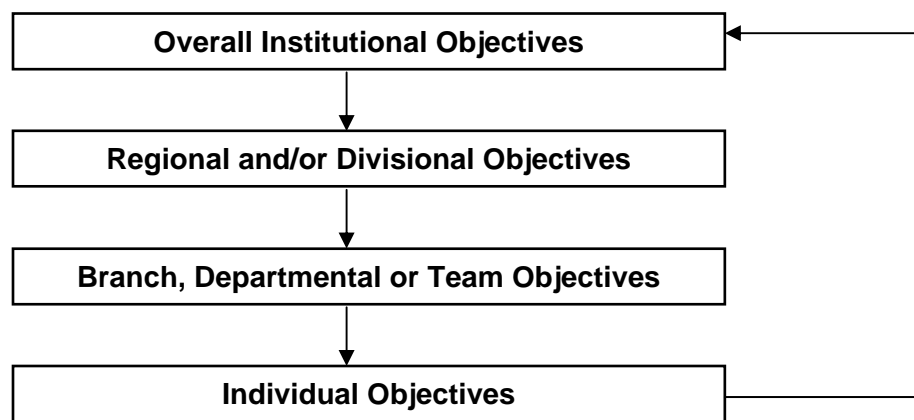 Overall Institutional Objectives
Regional and/or Divisional Objectives
Branch, Departmental or Team Objectives
Individual Objectives